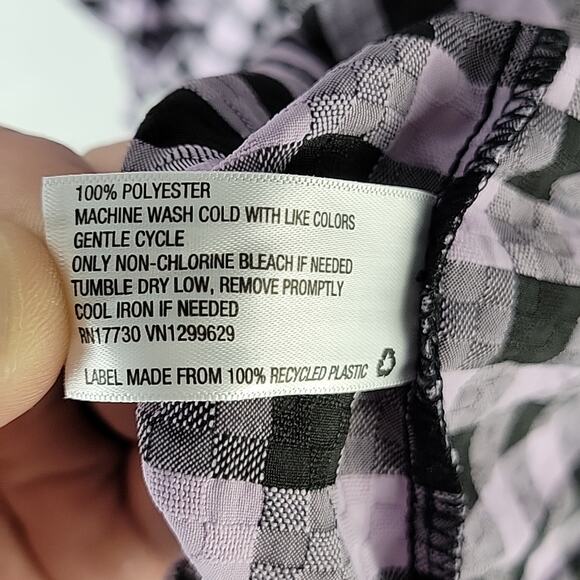 100% POLYESTER
MACHINE WASH COLD WITH LIKE COLORS
GENTLE CYCLE
ONLY NON-CHLORINE BLEACH IF NEEDED
TUMBLE DRY LOW, REMOVE PROMPTLY
COOL IRON IF NEEDED
RN17730 VN1299629
LABEL MADE FROM 100% RECYCLED PLASTIC